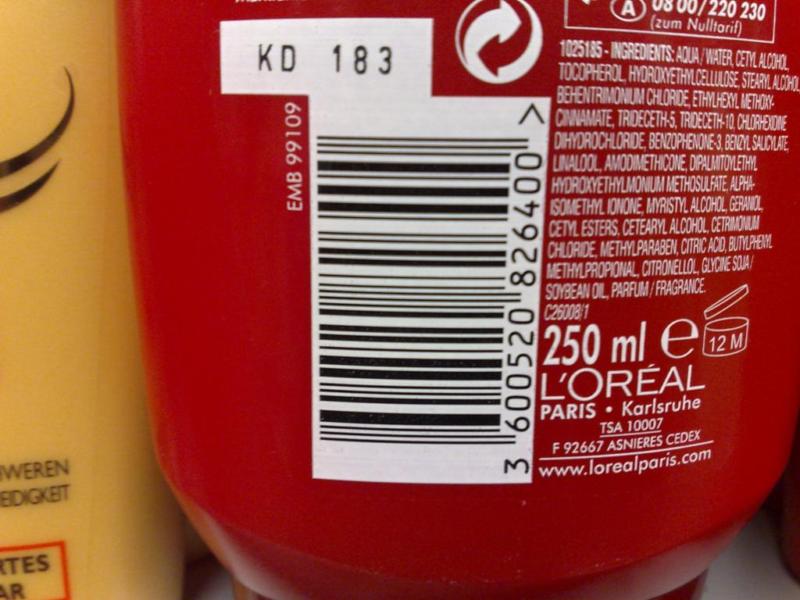 KD 183
EMB 99109
3 600520 826400 >
A 0800/220 230
(zum Nulltarif)
1025185 - INGREDIENTS: AQUA / WATER, CETYL ALCOHOL,
TOCOPHEROL, HYDROXYETHYLCELLULOSE, STEARYL ALCOHOL,
BEHENTRIMONIUM CHLORIDE, ETHYLHEXYL METHOXY-
CINNAMATE, TRIDECETH-5, TRIDECETH-10, CHLORHEXIDINE
DIHYDROCHLORIDE, BENZOPHENONE-3, BENZYL SALICYLATE,
LINALOOL, AMODIMETHICONE, DIPALMITOYLETHYL
HYDROXYETHYLMONIUM METHOSULFATE, ALPHA-
ISOMETHYL IONONE, MYRISTYL ALCOHOL, GERANIOL,
CETYL ESTERS, CETEARYL ALCOHOL, CETRIMONIUM
CHLORIDE, METHYLPARABEN, CITRIC ACID, BUTYLPHENYL
METHYLPROPIONAL, CITRONELLOL, GLYCINE SOJA /
SOYBEAN OIL, PARFUM / FRAGRANCE.
C26008/1
250 ml e 12 M
L'ORÉAL
PARIS • Karlsruhe
TSA 10007
F 92667 ASNIERES CEDEX
www.lorealparis.com
WEREN
EIDIGKEIT
RTES
AR